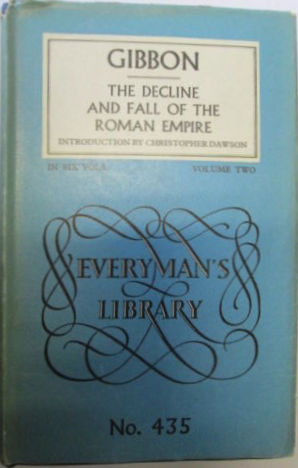 GIBBON
THE DECLINE
AND FALL OF THE
ROMAN EMPIRE
INTRODUCTION BY CHRISTOPHER DAWSON
IN SIX VOLS. VOLUME TWO
EVERYMAN'S
LIBRARY
No. 435